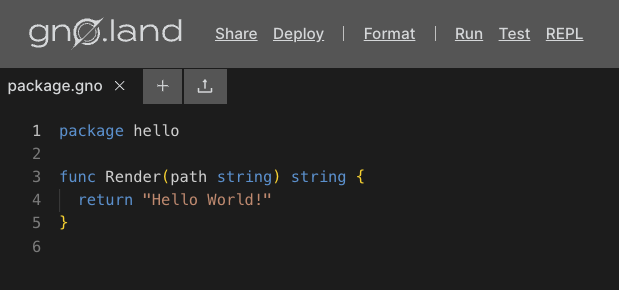 gno.land Share Deploy | Format | Run Test REPL
package.gno × +
1 package hello
2
3 func Render(path string) string {
4   return "Hello World!"
5 }
6